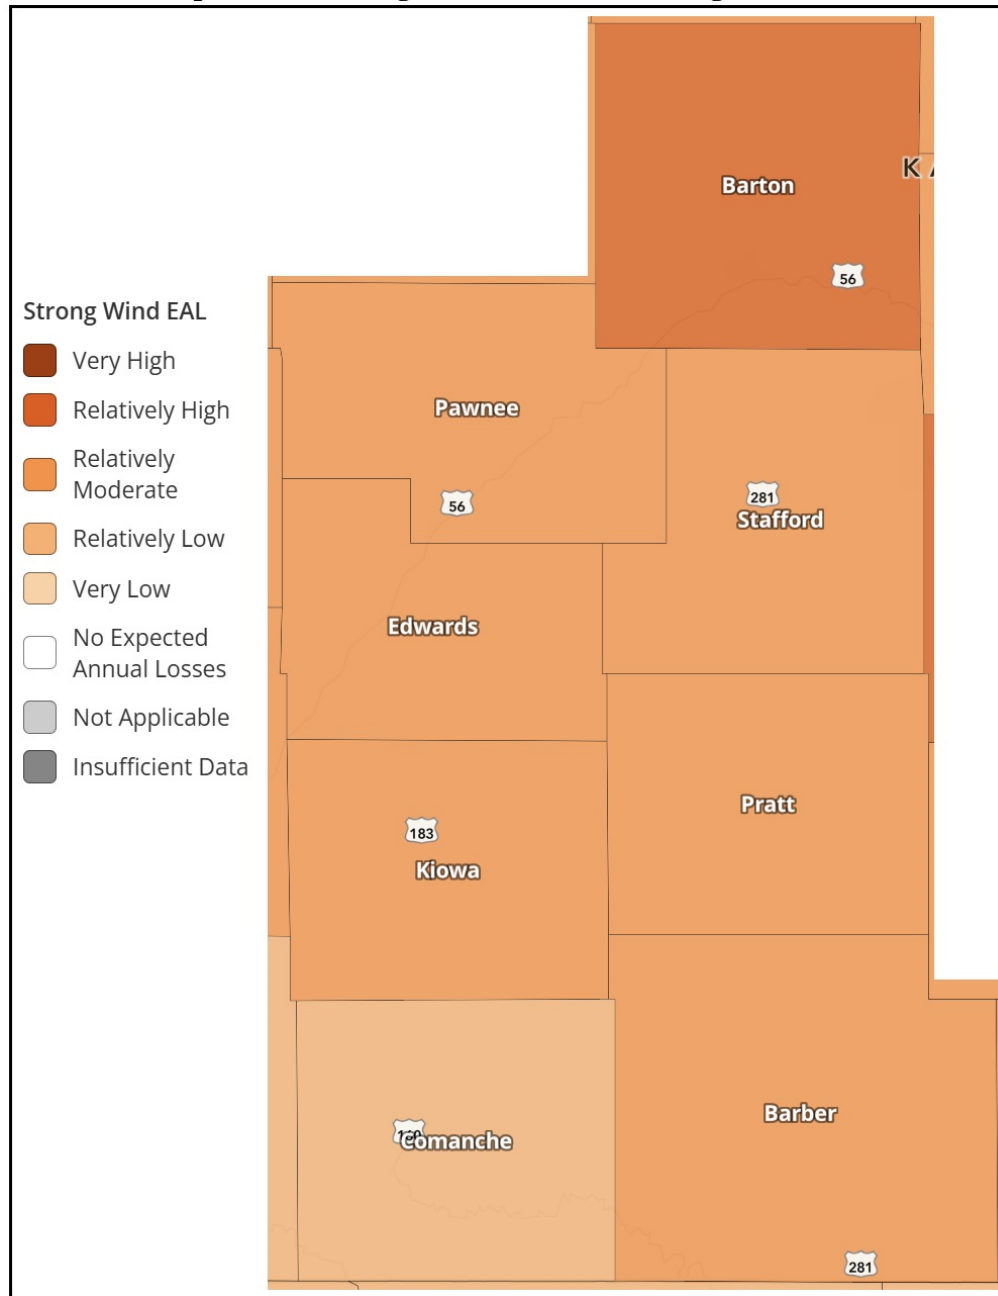 Barton
K
56
Strong Wind EAL
Very High
Relatively High
Relatively
Moderate
Relatively Low
Very Low
No Expected
Annual Losses
Not Applicable
Insufficient Data
Pawnee
56
281
Stafford
Edwards
Pratt
183
Kiowa
Barber
Comanche
281